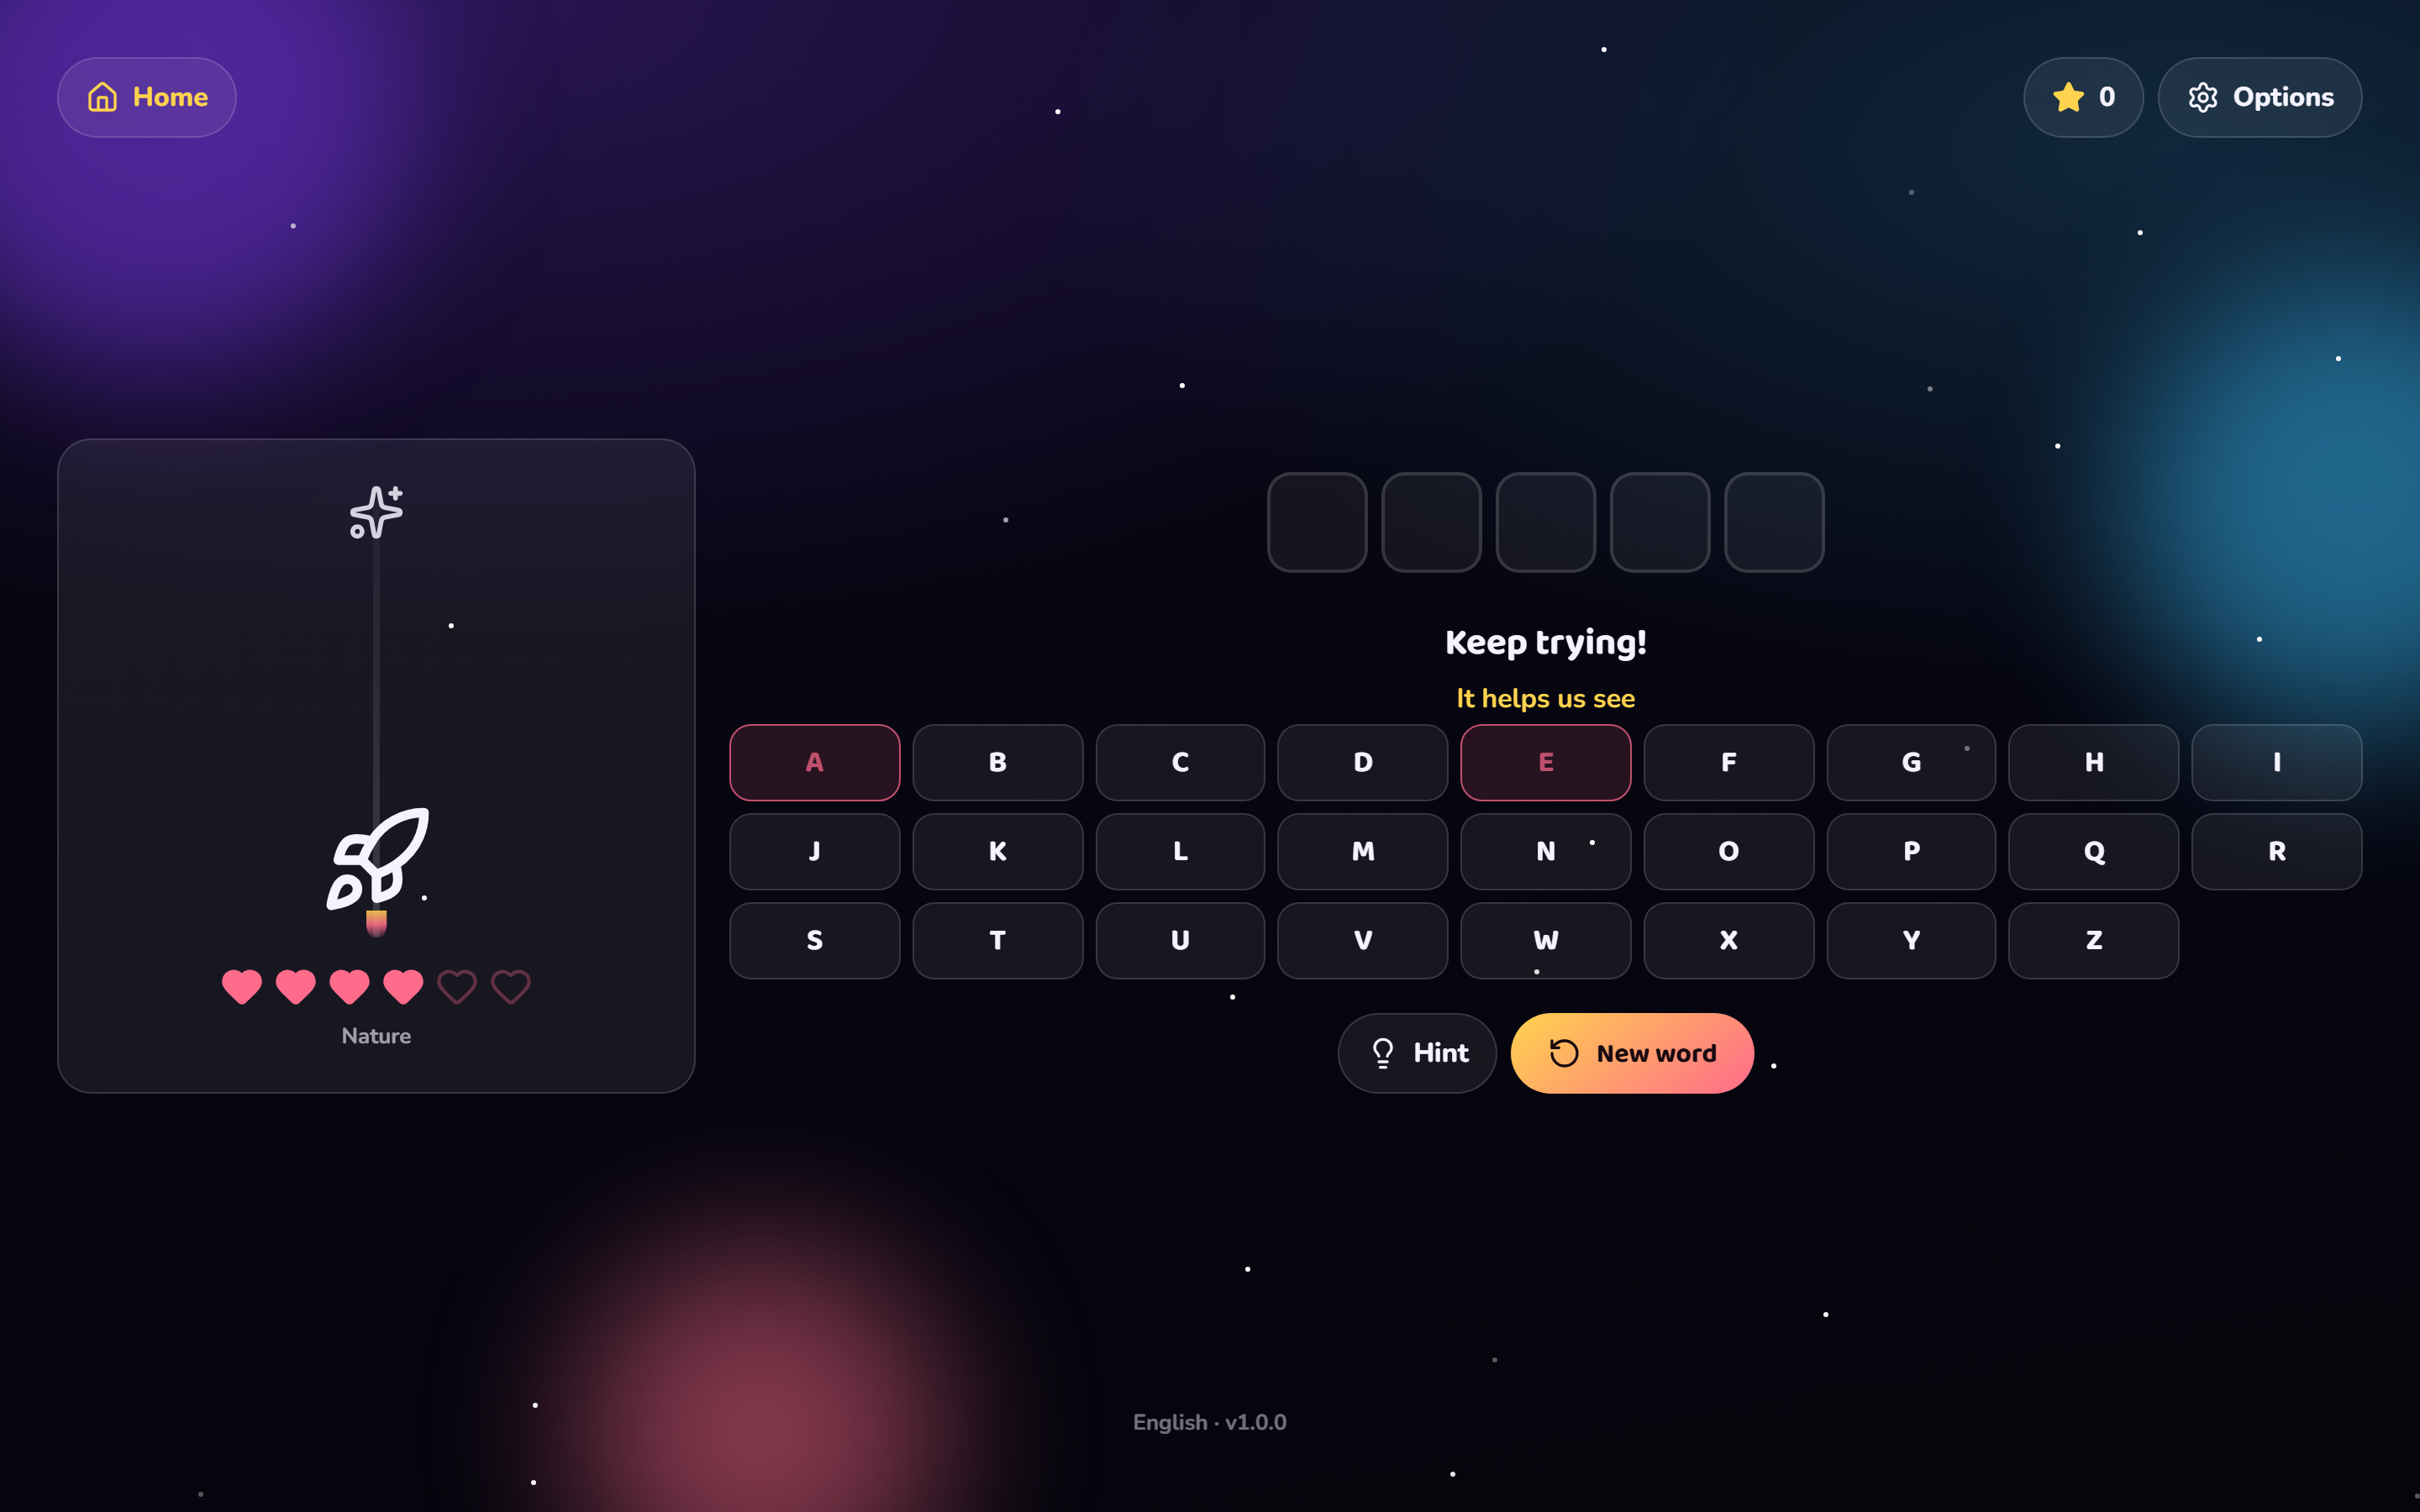 Home
0
Options
Keep trying!
It helps us see
A B C D E F G H I
J K L M N O P Q R
S T U V W X Y Z
Nature
Hint
New word
English · v1.0.0